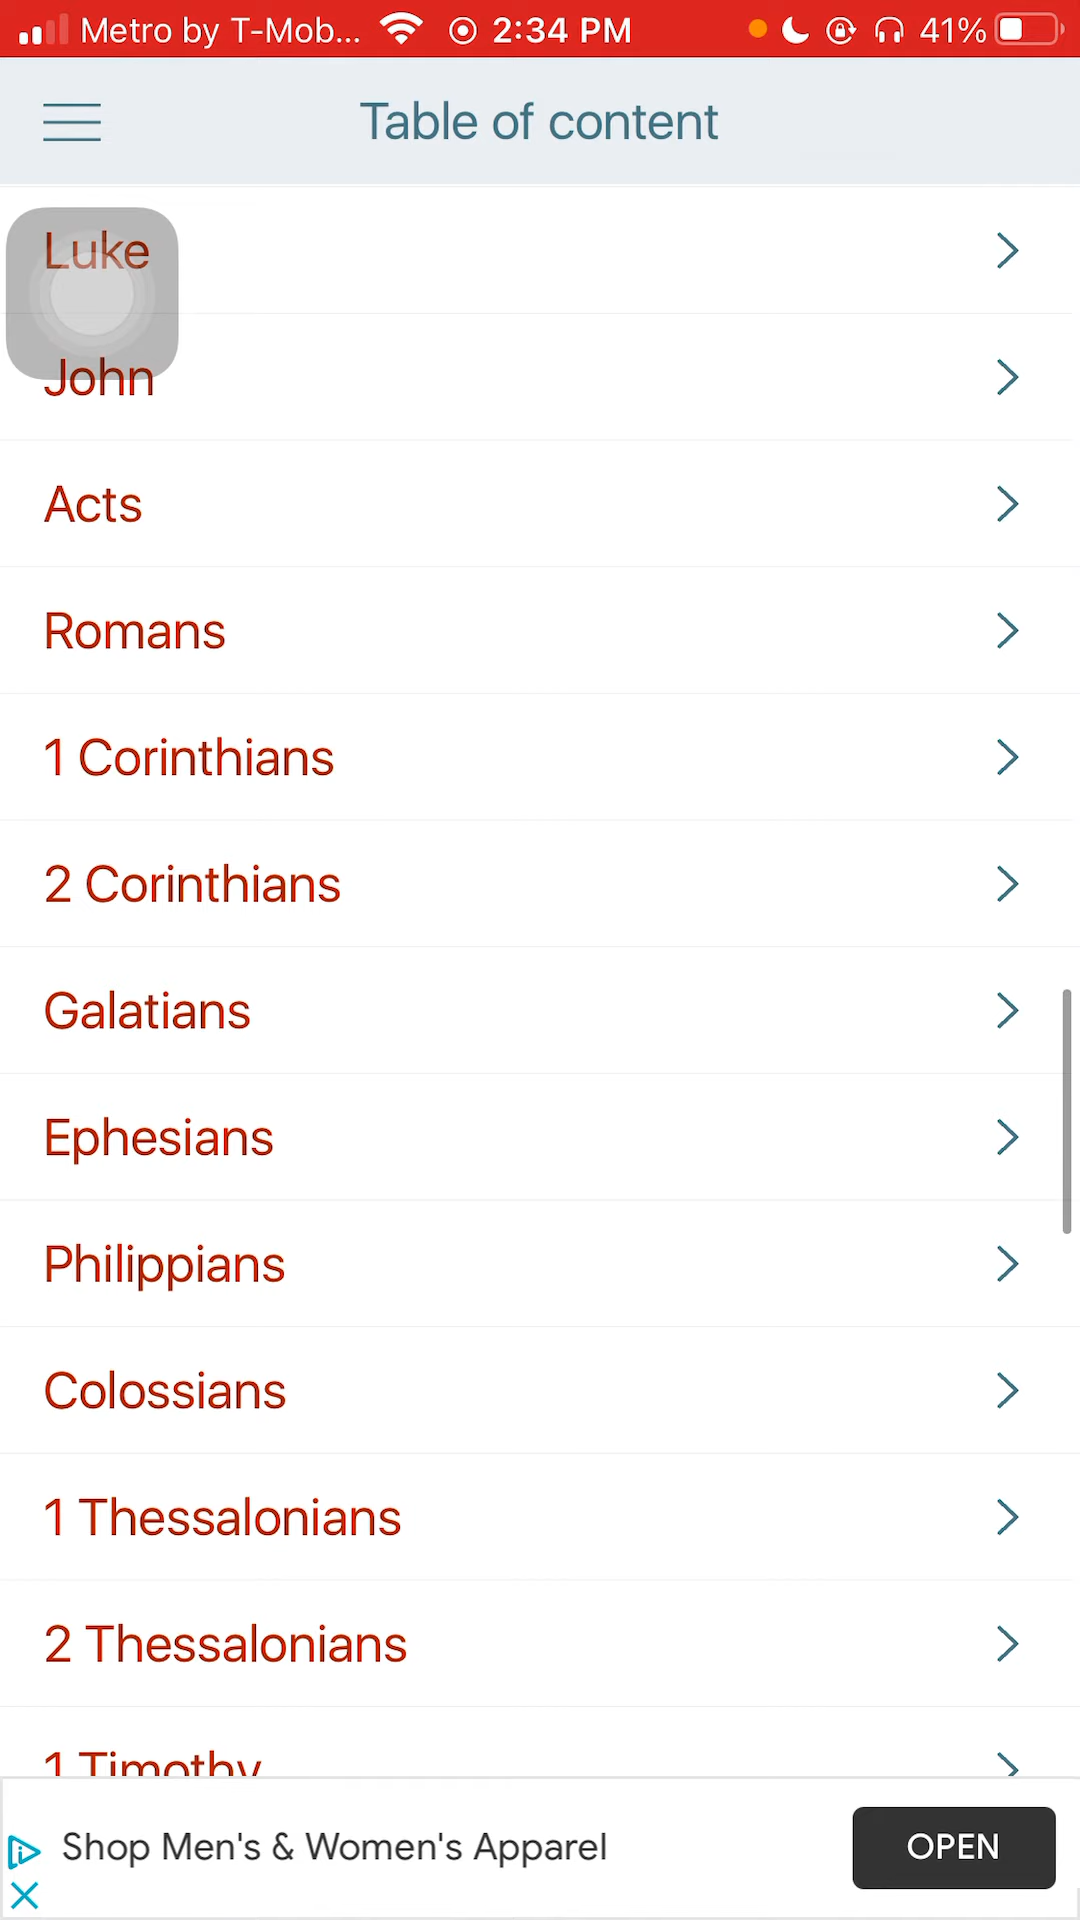 Metro by T-Mob... 2:34 PM 41%
Table of content
Luke
John
Acts
Romans
1 Corinthians
2 Corinthians
Galatians
Ephesians
Philippians
Colossians
1 Thessalonians
2 Thessalonians
1 Timothy
Shop Men's & Women's Apparel
OPEN